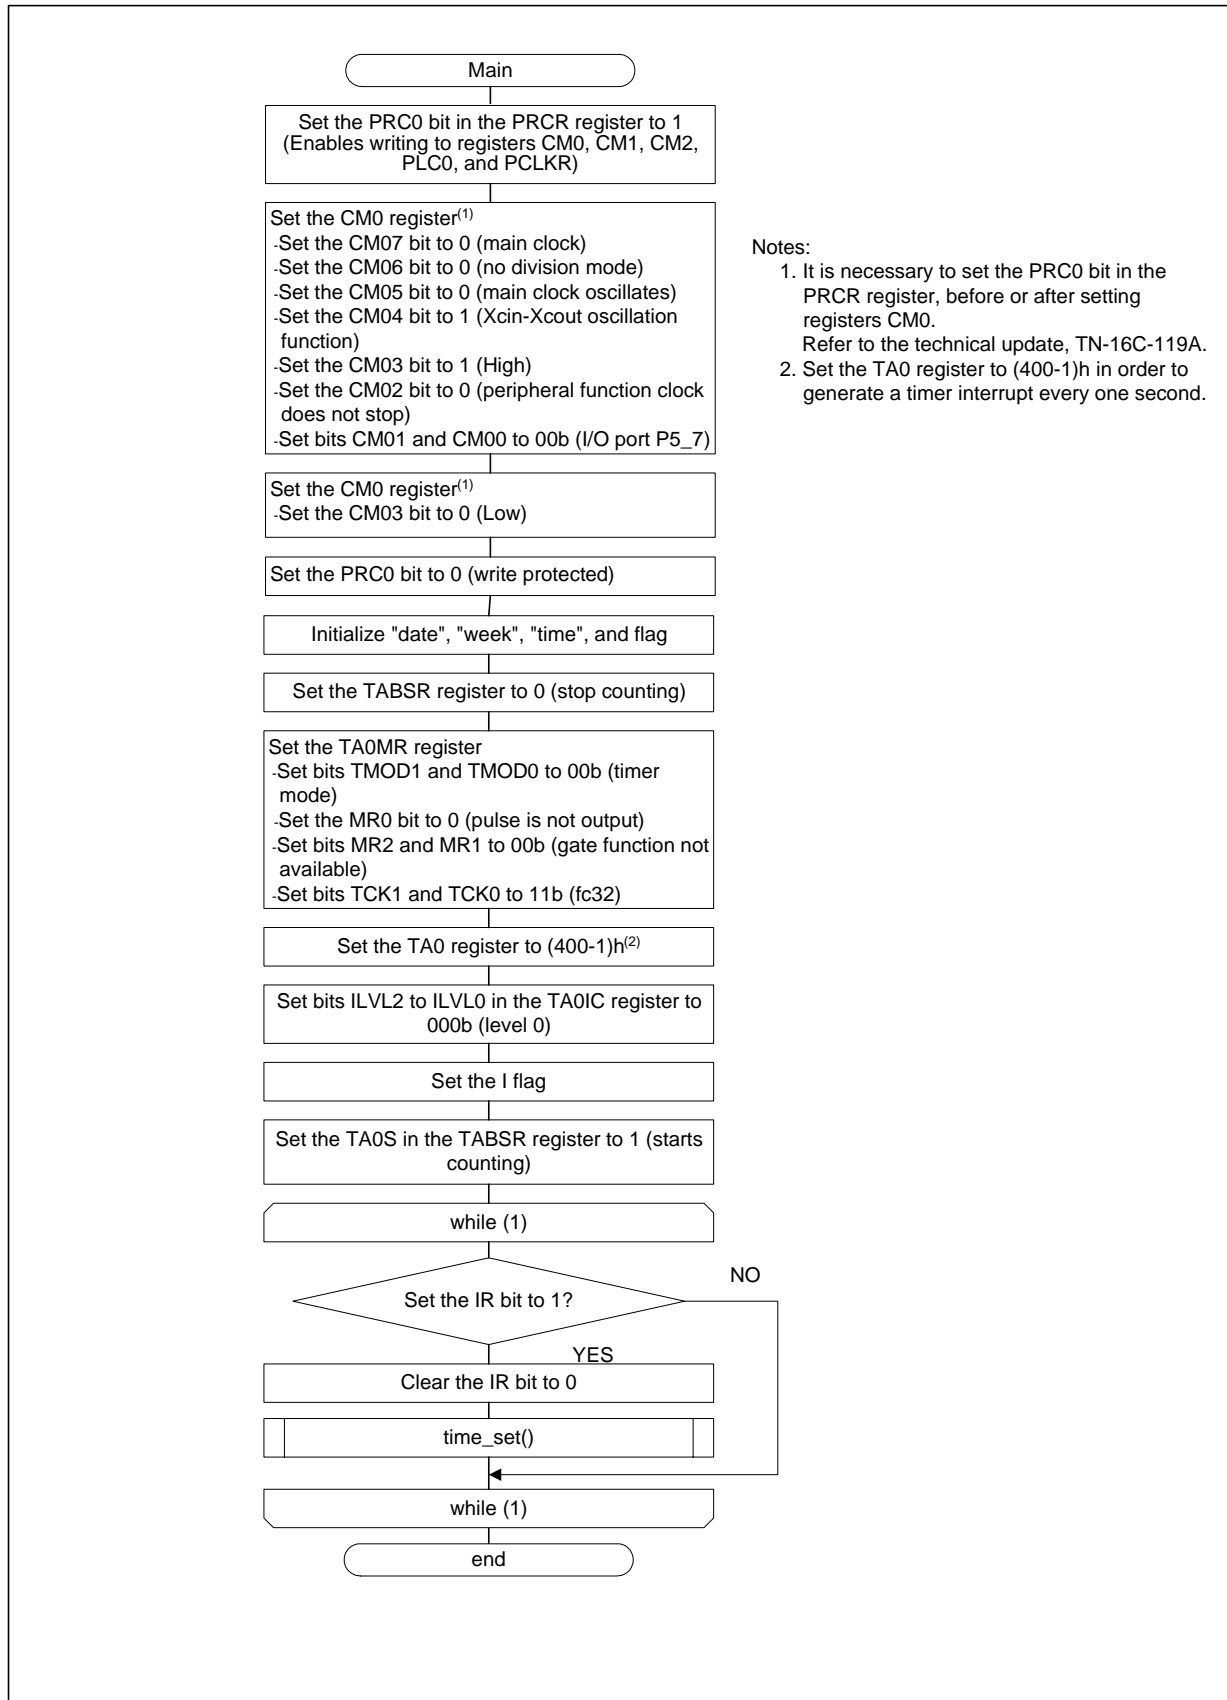 Main
Set the PRC0 bit in the PRCR register to 1
(Enables writing to registers CM0, CM1, CM2,
PLC0, and PCLKR)
Set the CM0 register(1)
-Set the CM07 bit to 0 (main clock)
-Set the CM06 bit to 0 (no division mode)
-Set the CM05 bit to 0 (main clock oscillates)
-Set the CM04 bit to 1 (Xcin-Xcout oscillation
function)
-Set the CM03 bit to 1 (High)
-Set the CM02 bit to 0 (peripheral function clock
does not stop)
-Set bits CM01 and CM00 to 00b (I/O port P5_7)
Notes:
1. It is necessary to set the PRC0 bit in the
PRCR register, before or after setting
registers CM0.
Refer to the technical update, TN-16C-119A.
2. Set the TA0 register to (400-1)h in order to
generate a timer interrupt every one second.
Set the CM0 register(1)
-Set the CM03 bit to 0 (Low)
Set the PRC0 bit to 0 (write protected)
Initialize "date", "week", "time", and flag
Set the TABSR register to 0 (stop counting)
Set the TA0MR register
-Set bits TMOD1 and TMOD0 to 00b (timer
mode)
-Set the MR0 bit to 0 (pulse is not output)
-Set bits MR2 and MR1 to 00b (gate function not
available)
-Set bits TCK1 and TCK0 to 11b (fc32)
Set the TA0 register to (400-1)h(2)
Set bits ILVL2 to ILVL0 in the TA0IC register to
000b (level 0)
Set the I flag
Set the TA0S in the TABSR register to 1 (starts
counting)
while (1)
NO
Set the IR bit to 1?
YES
Clear the IR bit to 0
time_set()
while (1)
end